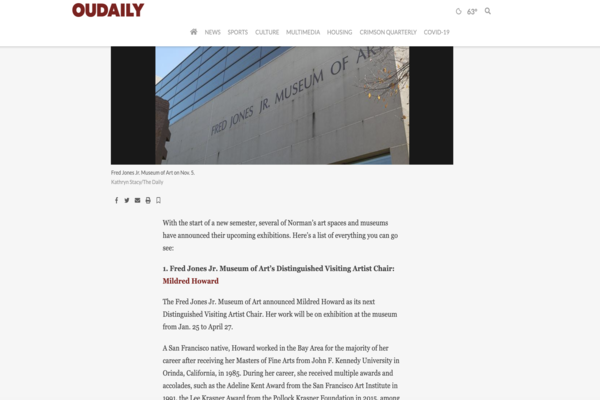 OUDAILY
63°
NEWS SPORTS CULTURE MULTIMEDIA HOUSING CRIMSON QUARTERLY COVID-19
FRED JONES JR. MUSEUM OF AR
Fred Jones Jr. Museum of Art on Nov. 5.
Kathryn Stacy/The Daily
With the start of a new semester, several of Norman's art spaces and museums
have announced their upcoming exhibitions. Here's a list of everything you can go
see:
1. Fred Jones Jr. Museum of Art's Distinguished Visiting Artist Chair:
Mildred Howard
The Fred Jones Jr. Museum of Art announced Mildred Howard as its next
Distinguished Visiting Artist Chair. Her work will be on exhibition at the museum
from Jan. 25 to April 27.
A San Francisco native, Howard worked in the Bay Area for the majority of her
career after receiving her Masters of Fine Arts from John F. Kennedy University in
Orinda, California, in 1985. During her career, she received multiple awards and
accolades, such as the Adeline Kent Award from the San Francisco Art Institute in
1991, the Lee Krasner Award from the Pollock Krasner Foundation in 2015, among